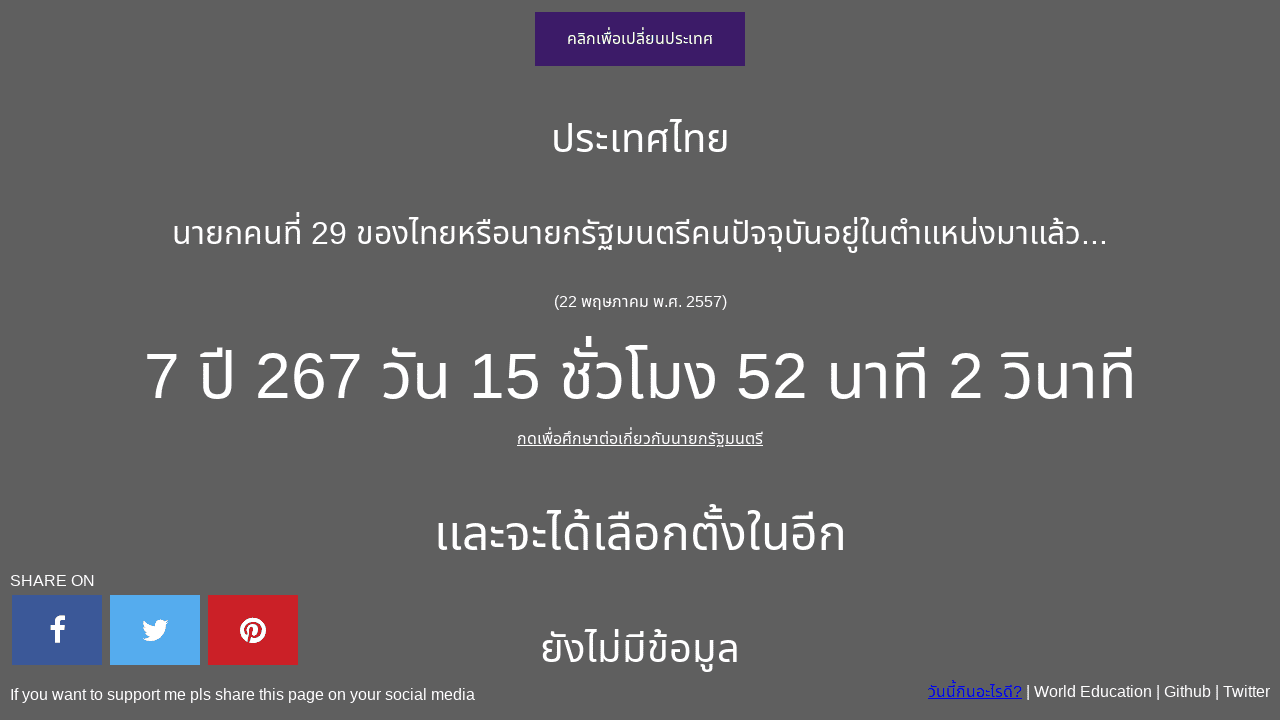 คลิกเพื่อเปลี่ยนประเทศ
ประเทศไทย
นายกคนที่ 29 ของไทยหรือนายกรัฐมนตรีคนปัจจุบันอยู่ในตำแหน่งมาแล้ว...
(22 พฤษภาคม พ.ศ. 2557)
7 ปี 267 วัน 15 ชั่วโมง 52 นาที 2 วินาที
กดเพื่อศึกษาต่อเกี่ยวกับนายกรัฐมนตรี
และจะได้เลือกตั้งในอีก
ยังไม่มีข้อมูล
SHARE ON
If you want to support me pls share this page on your social media
วันนี้กินอะไรดี? | World Education | Github | Twitter